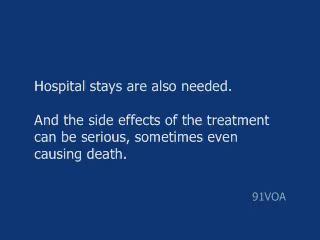 Hospital stays are also needed.
And the side effects of the treatment
can be serious, sometimes even
causing death.
91VOA